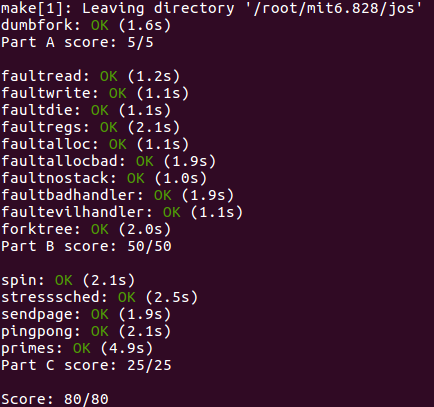 make[1]: Leaving directory '/root/mit6.828/jos'
dumbfork: OK (1.6s)
Part A score: 5/5
faultread: OK (1.2s)
faultwrite: OK (1.1s)
faultdie: OK (1.1s)
faultregs: OK (2.1s)
faultalloc: OK (1.1s)
faultallocbad: OK (1.9s)
faultnostack: OK (1.0s)
faultbadhandler: OK (1.9s)
faultevilhandler: OK (1.1s)
forktree: OK (2.0s)
Part B score: 50/50
spin: OK (2.1s)
stresssched: OK (2.5s)
sendpage: OK (1.9s)
pingpong: OK (2.1s)
primes: OK (4.9s)
Part C score: 25/25
Score: 80/80